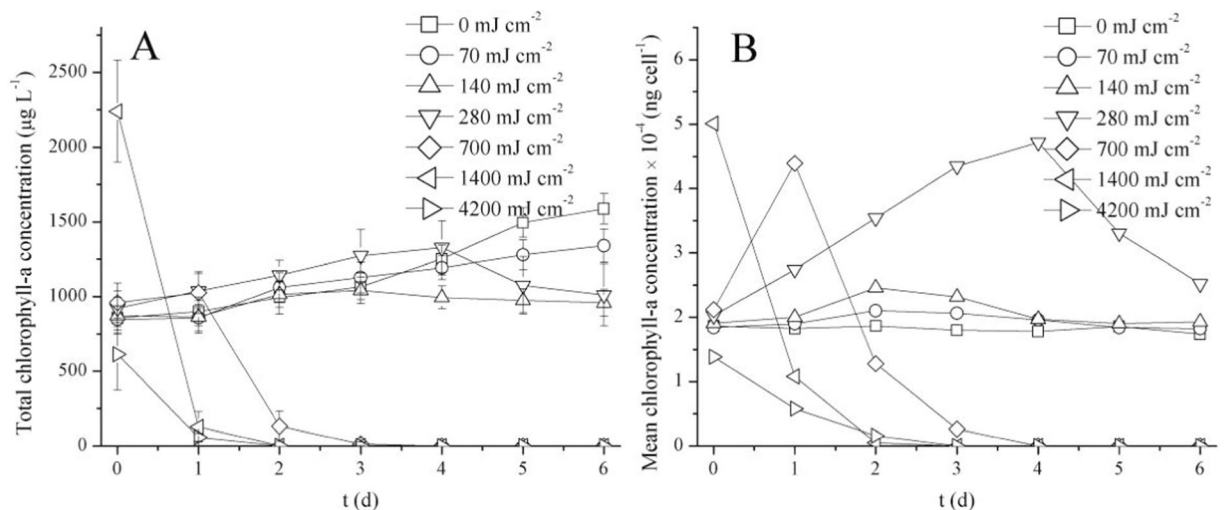 A
0 mJ cm⁻²
70 mJ cm⁻²
140 mJ cm⁻²
280 mJ cm⁻²
700 mJ cm⁻²
1400 mJ cm⁻²
4200 mJ cm⁻²
Total chlorophyll-a concentration (μg L⁻¹)
2500
2000
1500
1000
500
0
0 1 2 3 4 5 6
t (d)
B
0 mJ cm⁻²
70 mJ cm⁻²
140 mJ cm⁻²
280 mJ cm⁻²
700 mJ cm⁻²
1400 mJ cm⁻²
4200 mJ cm⁻²
Mean chlorophyll-a concentration × 10⁻⁴ (ng cell⁻¹)
6
5
4
3
2
1
0
0 1 2 3 4 5 6
t (d)